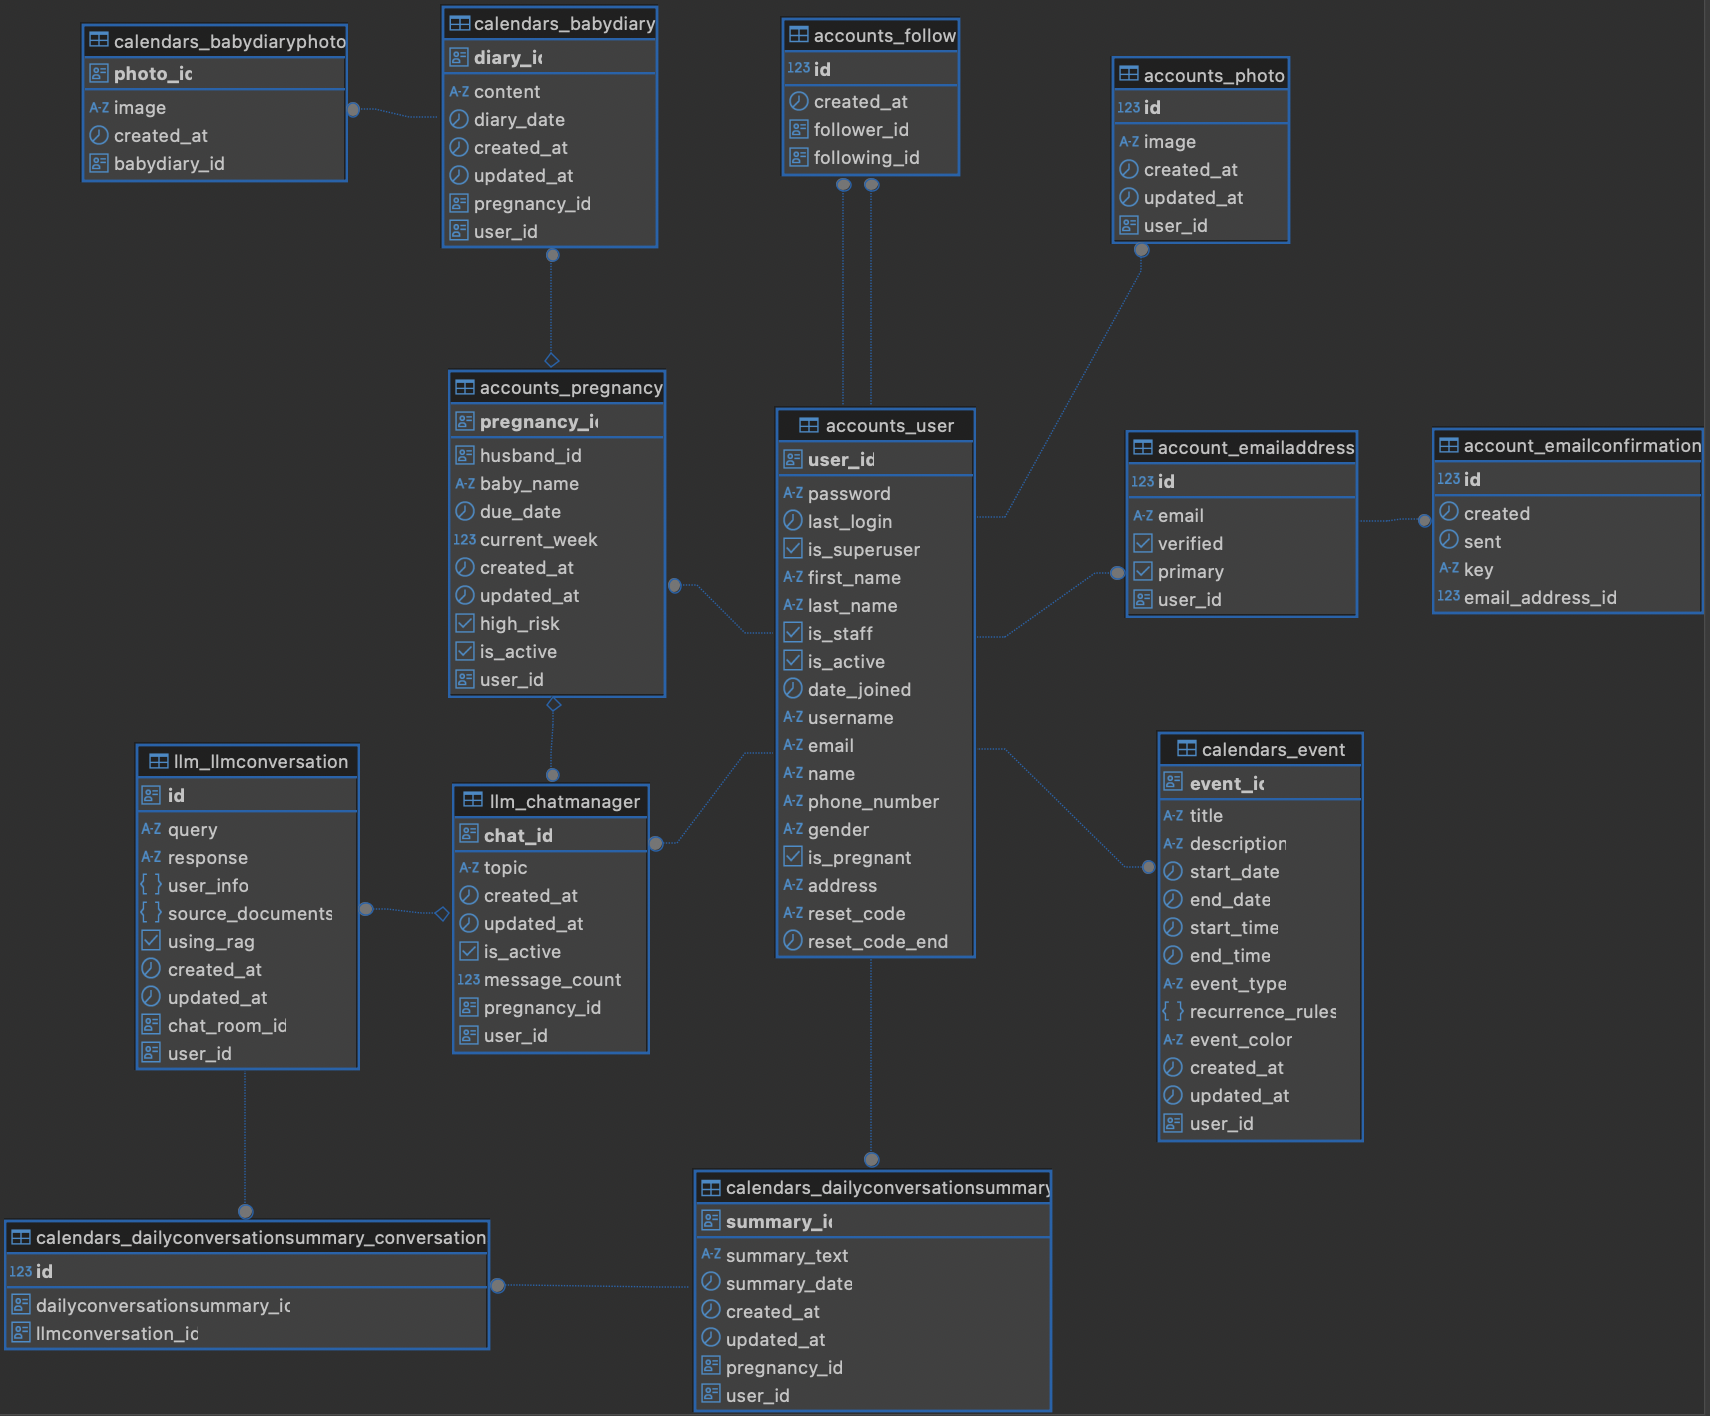 calendars_babydiaryphoto
photo_ic
A-Z image
created_at
babydiary_id
calendars_babydiary
diary_ic
A-Z content
diary_date
created_at
updated_at
pregnancy_id
user_id
accounts_follow
123 id
created_at
follower_id
following_id
accounts_photo
123 id
A-Z image
created_at
updated_at
user_id
accounts_pregnancy
pregnancy_ic
husband_id
A-Z baby_name
due_date
123 current_week
created_at
updated_at
high_risk
is_active
user_id
accounts_user
user_id
A-Z password
last_login
is_superuser
A-Z first_name
A-Z last_name
is_staff
is_active
date_joined
A-Z username
A-Z email
A-Z name
A-Z phone_number
A-Z gender
is_pregnant
A-Z address
A-Z reset_code
reset_code_end
account_emailaddress
123 id
A-Z email
verified
primary
user_id
account_emailconfirmation
123 id
created
sent
A-Z key
123 email_address_id
llm_llmconversation
id
A-Z query
A-Z response
{ } user_info
{ } source_documents
using_rag
created_at
updated_at
chat_room_id
user_id
llm_chatmanager
chat_id
A-Z topic
created_at
updated_at
is_active
123 message_count
pregnancy_id
user_id
calendars_event
event_ic
A-Z title
A-Z description
start_date
end_date
start_time
end_time
A-Z event_type
{ } recurrence_rules
A-Z event_color
created_at
updated_at
user_id
calendars_dailyconversationsummary_conversation
123 id
dailyconversationsummary_ic
llmconversation_ic
calendars_dailyconversationsummary
summary_ic
A-Z summary_text
summary_date
created_at
updated_at
pregnancy_id
user_id